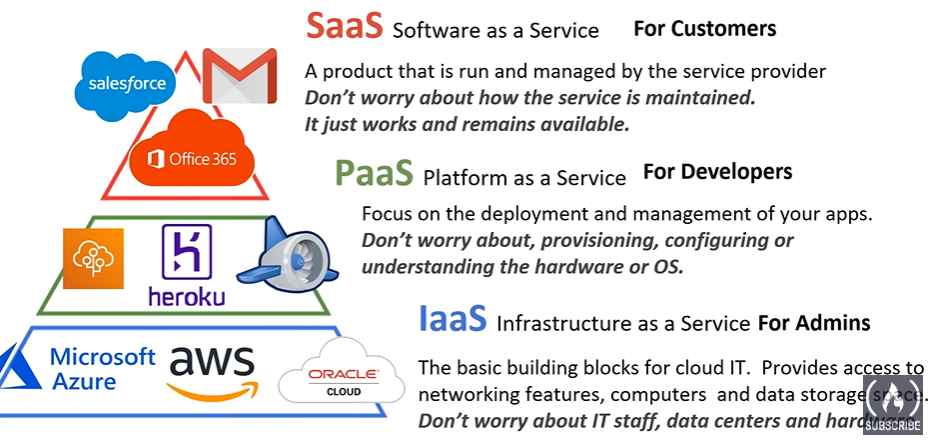 SaaS Software as a Service For Customers
A product that is run and managed by the service provider
Don't worry about how the service is maintained.
It just works and remains available.
salesforce
Office 365
PaaS Platform as a Service For Developers
Focus on the deployment and management of your apps.
Don't worry about, provisioning, configuring or
understanding the hardware or OS.
heroku
IaaS Infrastructure as a Service For Admins
The basic building blocks for cloud IT. Provides access to
networking features, computers and data storage space.
Don't worry about IT staff, data centers and hardware.
Microsoft
Azure
aws
ORACLE
CLOUD
SUBSCRIBE